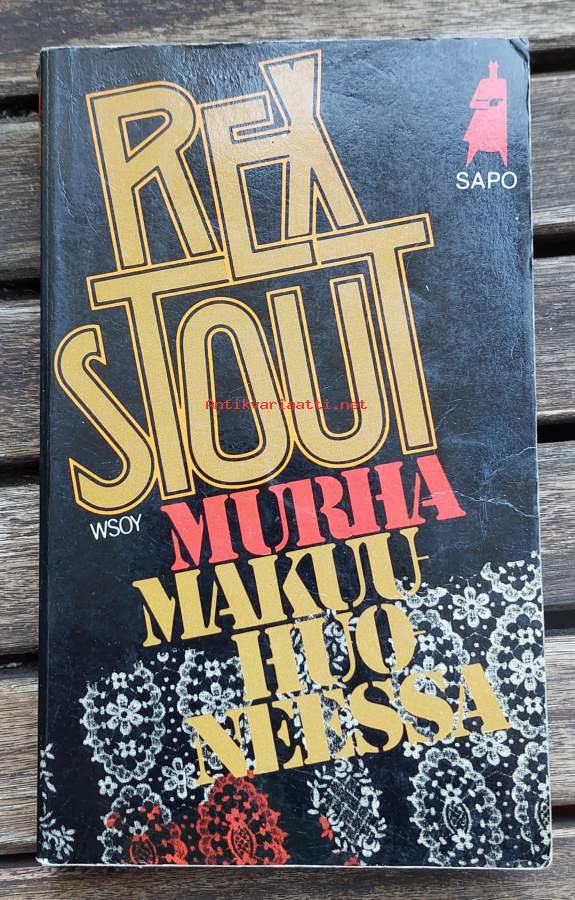 REX
STOUT
SAPO
Antikvariaatti.net
WSOY
MURHA
MAKUU-
HUO-
NEESSA